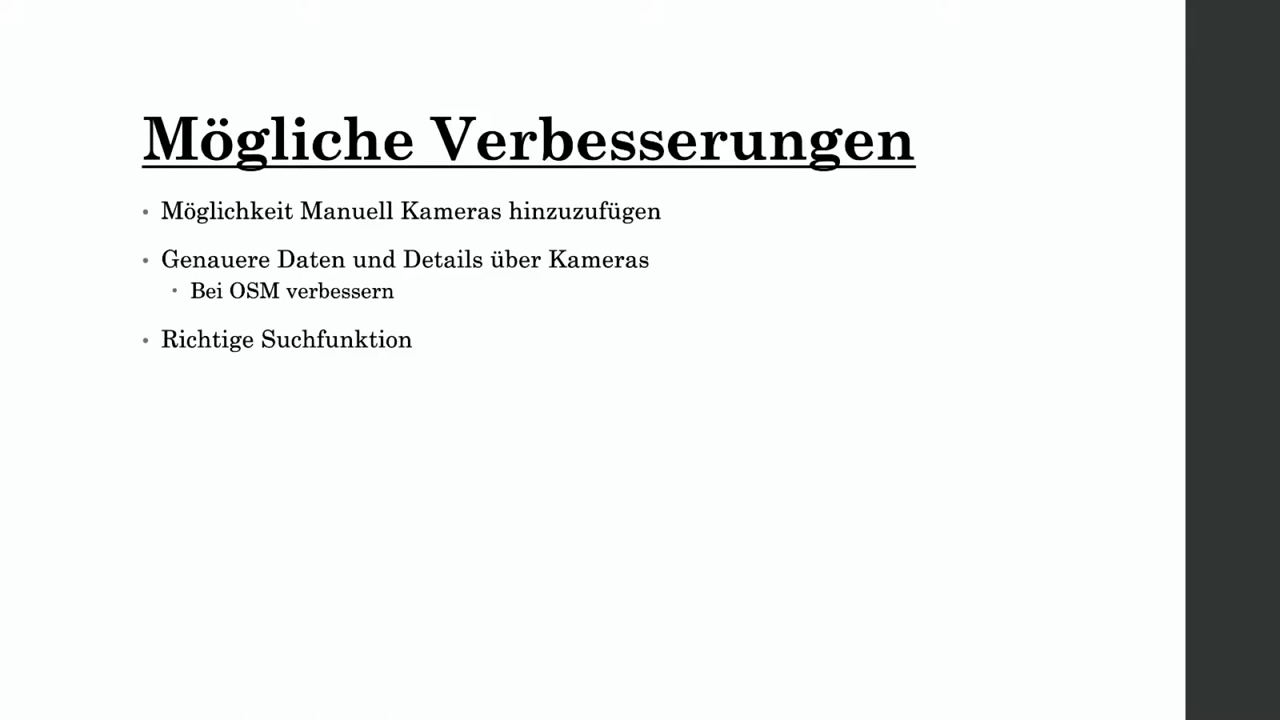 Mögliche Verbesserungen
• Möglichkeit Manuell Kameras hinzuzufügen
• Genauere Daten und Details über Kameras
• Bei OSM verbessern
• Richtige Suchfunktion